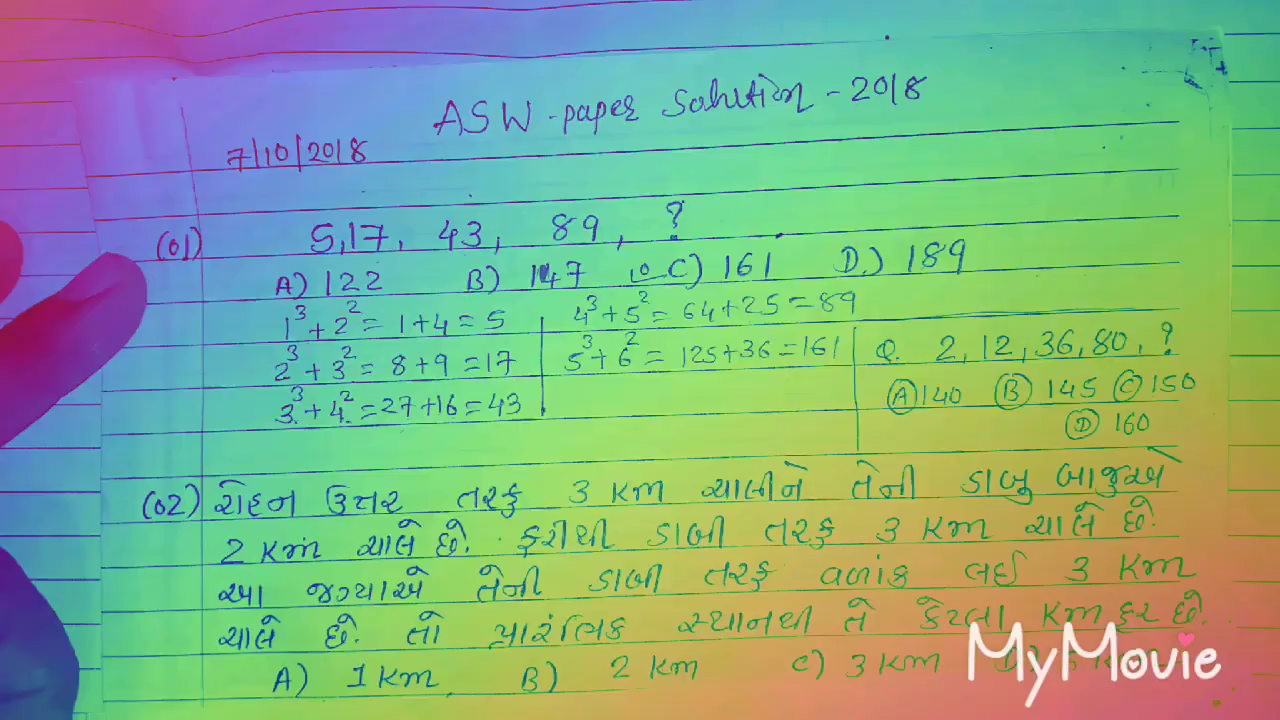 ASW - paper Solution - 2018
7/10/2018
(01) 5, 17, 43, 89, ?
A) 122 B) 147 C) 161 D.) 189
1³ + 2² = 1 + 4 = 5
2³ + 3² = 8 + 9 = 17
3³ + 4² = 27 + 16 = 43
4³ + 5² = 64 + 25 = 89
5³ + 6² = 125 + 36 = 161
Q. 2, 12, 36, 80, ?
Ⓐ 140 Ⓑ 145 Ⓒ 150
Ⓓ 160
(02) રોહન ઉત્તર તરફ 3 Km ચાલીને તેની ડાબુ બાજુએ
2 Km ચાલે છે. ફરીથી ડાબી તરફ 3 Km ચાલે છે.
આ જગ્યાએ તેની ડાબી તરફ વળાંક લઈ 3 Km
ચાલે છે. તો પ્રારંભિક સ્થાનથી તે કેટલા Km દૂર છે.
A) 1 Km B) 2 Km C) 3 Km
MyMovie